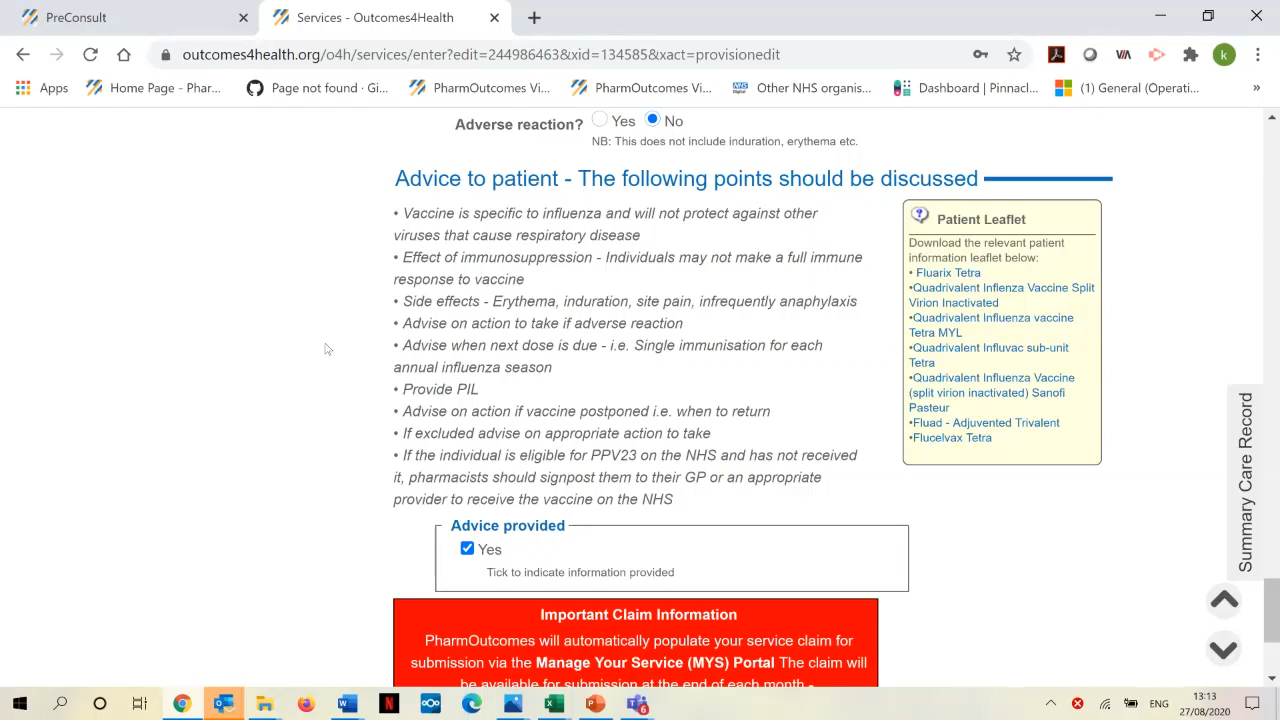 PreConsult
Services - Outcomes4Health
outcomes4health.org/o4h/services/enter?edit=244986463&xid=134585&xact=provisionedit
k
Apps
Home Page - Phar...
Page not found! · Gi...
PharmOutcomes Vi...
PharmOutcomes Vi...
Other NHS organis...
Dashboard | Pinnacl...
(1) General (Operati...
»
Adverse reaction? Yes No
NB: This does not include induration, erythema etc.
Advice to patient - The following points should be discussed
• Vaccine is specific to influenza and will not protect against other
viruses that cause respiratory disease
• Effect of immunosuppression - Individuals may not make a full immune
response to vaccine
• Side effects - Erythema, induration, site pain, infrequently anaphylaxis
• Advise on action to take if adverse reaction
• Advise when next dose is due - i.e. Single immunisation for each
annual influenza season
• Provide PIL
• Advise on action if vaccine postponed i.e. when to return
• If excluded advise on appropriate action to take
• If the individual is eligible for PPV23 on the NHS and has not received
it, pharmacists should signpost them to their GP or an appropriate
provider to receive the vaccine on the NHS
Patient Leaflet
Download the relevant patient
information leaflet below:
• Fluarix Tetra
•Quadrivalent Inflenza Vaccine Split
Virion Inactivated
•Quadrivalent Influenza vaccine
Tetra MYL
•Quadrivalent Influvac sub-unit
Tetra
•Quadrivalent Influenza Vaccine
(split virion inactivated) Sanofi
Pasteur
•Fluad - Adjuvented Trivalent
•Flucelvax Tetra
Summary Care Record
Advice provided
Yes
Tick to indicate information provided
Important Claim Information
PharmOutcomes will automatically populate your service claim for
submission via the Manage Your Service (MYS) Portal The claim will
be available for submission at the end of each month -
ENG
13:13
27/08/2020